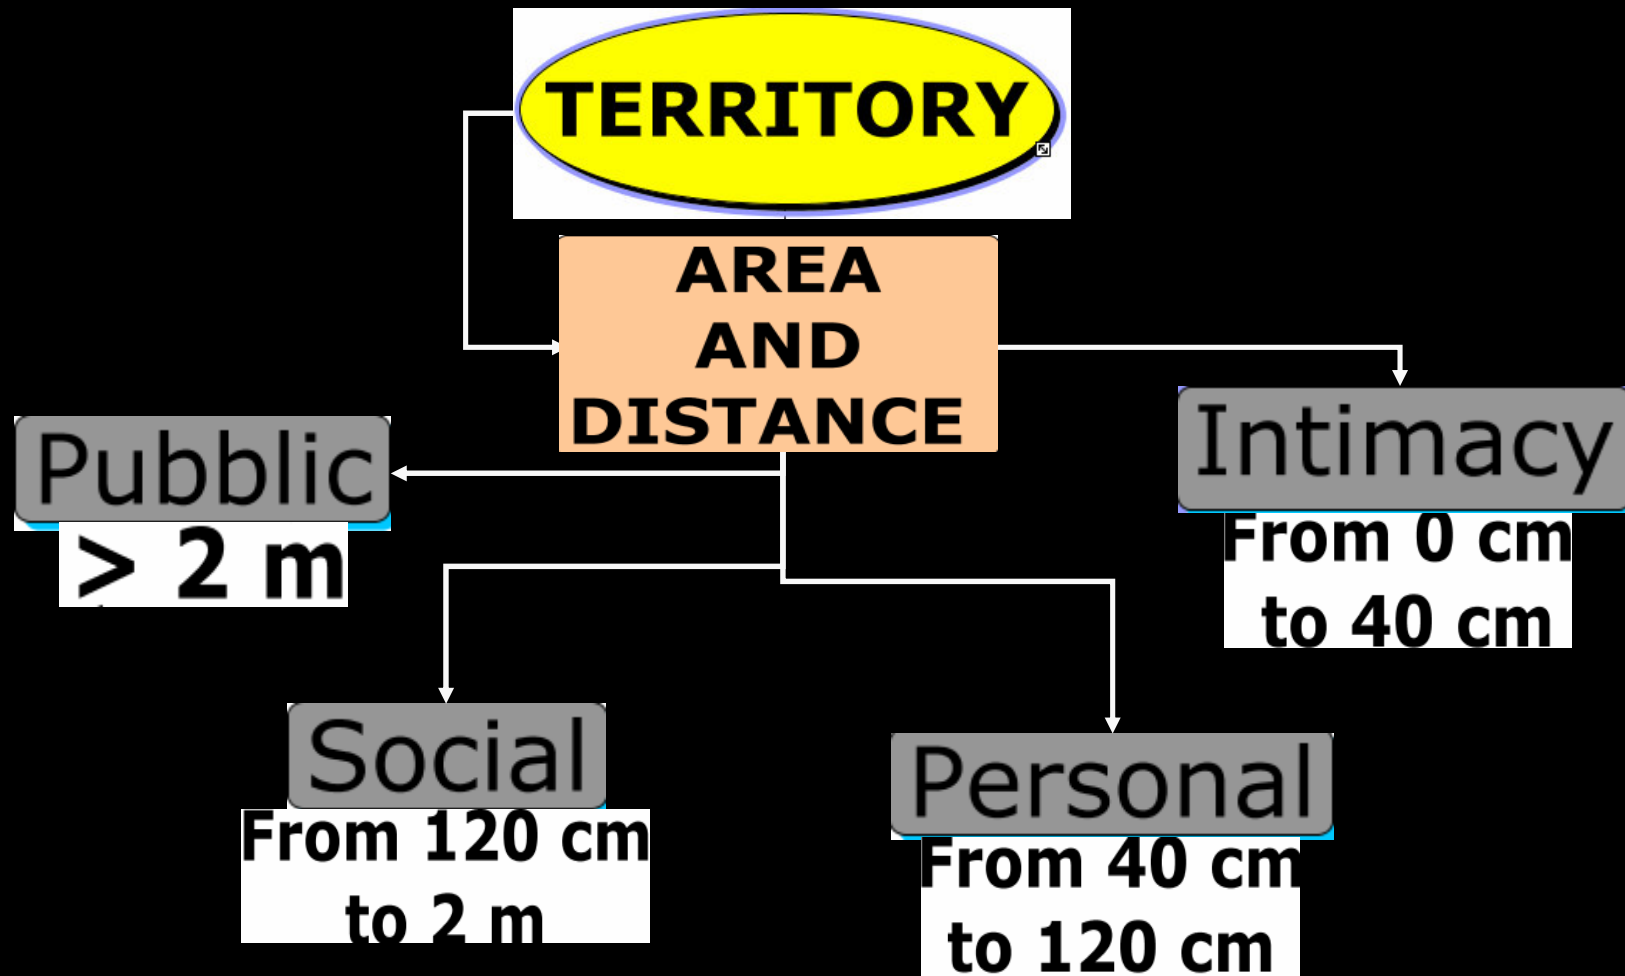 TERRITORY
AREA
AND
DISTANCE
Pubblic
> 2 m
Intimacy
From 0 cm
to 40 cm
Social
From 120 cm
to 2 m
Personal
From 40 cm
to 120 cm